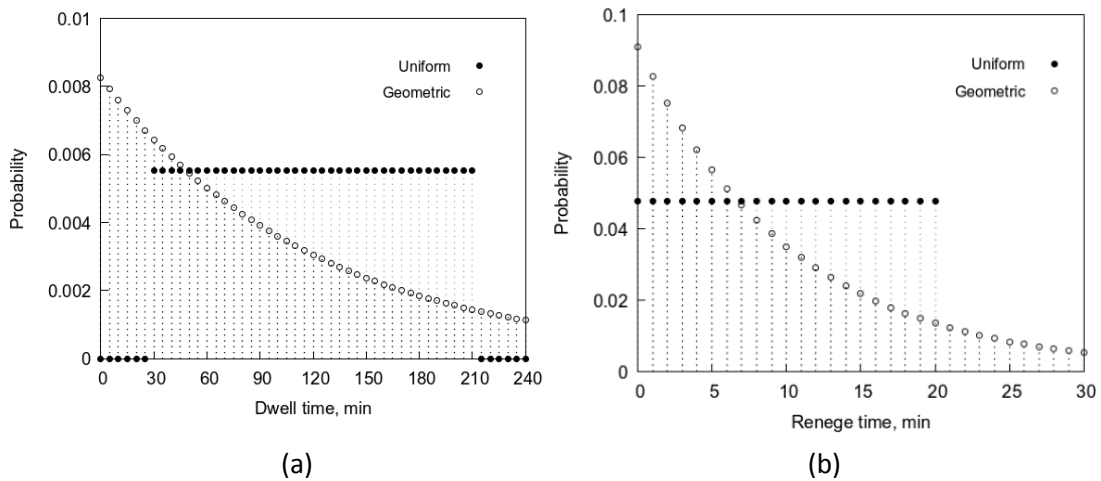 0.01
0.008
0.006
0.004
0.002
0
Probability
Uniform
Geometric
0 30 60 90 120 150 180 210 240
Dwell time, min
(a)
0.1
0.08
0.06
0.04
0.02
0
Probability
Uniform
Geometric
0 5 10 15 20 25 30
Renege time, min
(b)